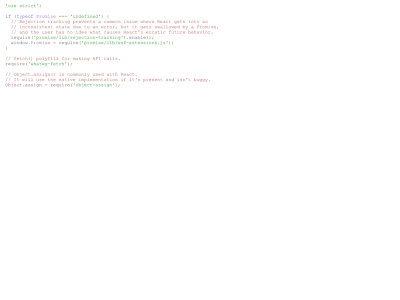 'use strict';

if (typeof Promise === 'undefined') {
  // Rejection tracking prevents a common issue where React gets into an
  // inconsistent state due to an error, but it gets swallowed by a Promise,
  // and the user has no idea what causes React's erratic future behavior.
  require('promise/lib/rejection-tracking').enable();
  window.Promise = require('promise/lib/es6-extensions.js');
}

// fetch() polyfill for making API calls.
require('whatwg-fetch');

// Object.assign() is commonly used with React.
// It will use the native implementation if it's present and isn't buggy.
Object.assign = require('object-assign');